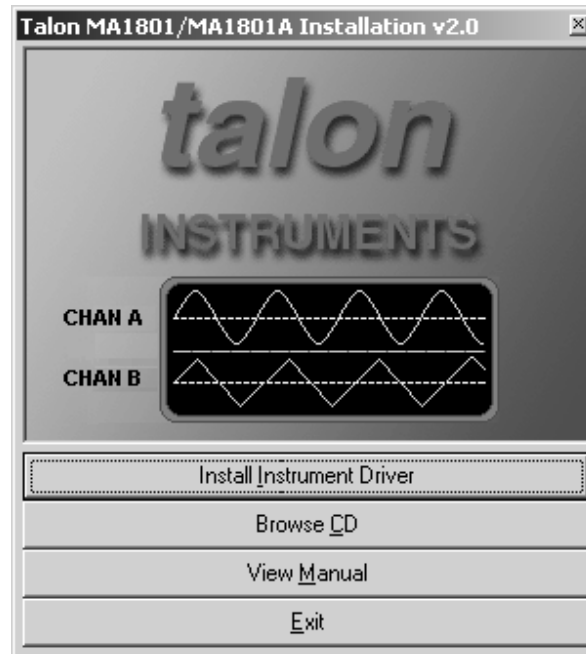 Talon MA1801/MA1801A Installation v2.0
talon
INSTRUMENTS
CHAN A
CHAN B
Install Instrument Driver
Browse CD
View Manual
Exit